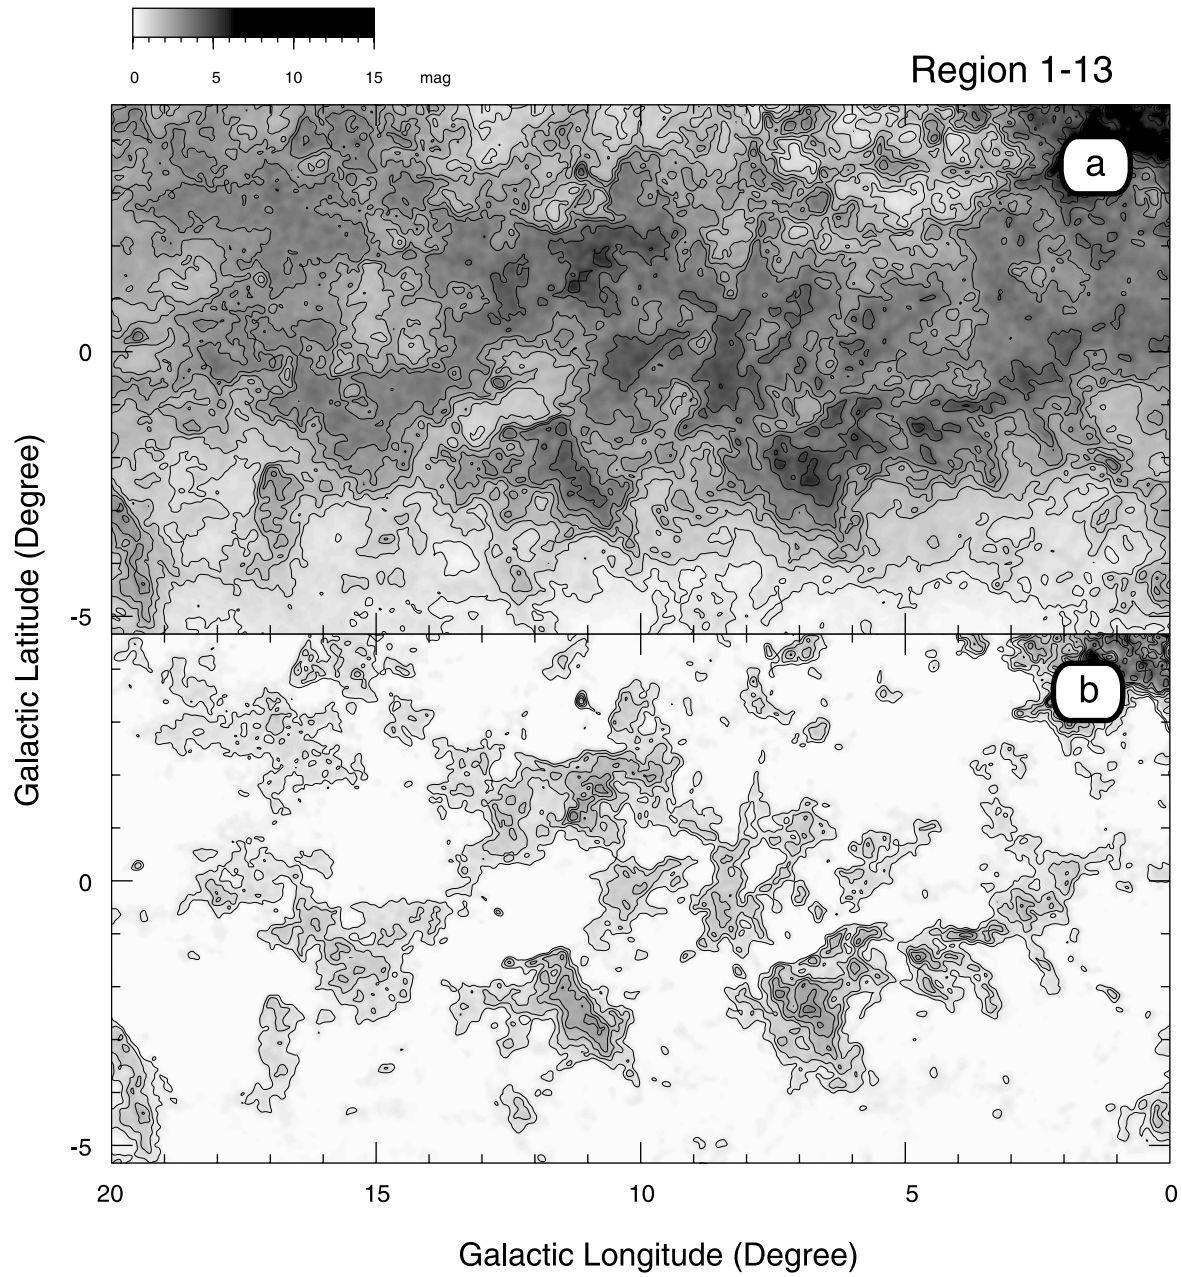 0 5 10 15 mag
Region 1-13
a
0
-5
b
0
-5
Galactic Latitude (Degree)
20 15 10 5 0
Galactic Longitude (Degree)